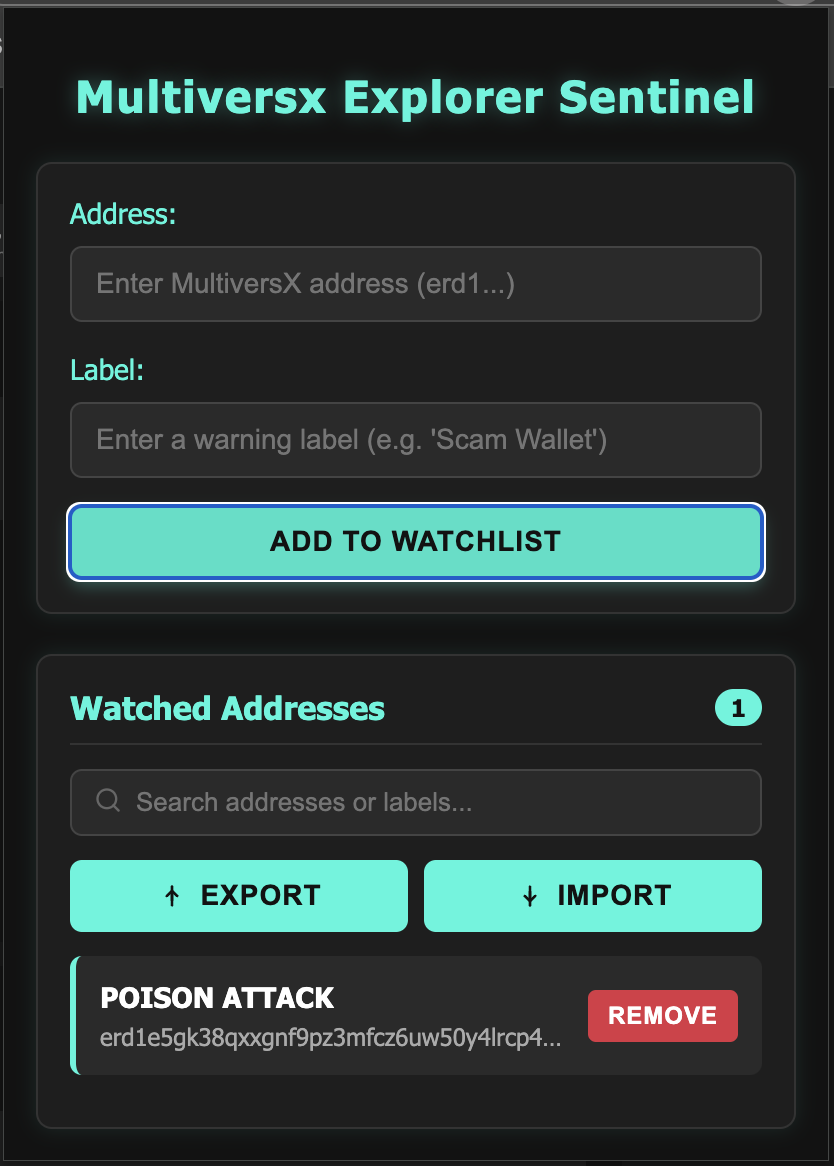 Multiversx Explorer Sentinel
Address:
Enter MultiversX address (erd1...)
Label:
Enter a warning label (e.g. 'Scam Wallet')
ADD TO WATCHLIST
Watched Addresses
1
Search addresses or labels...
EXPORT
IMPORT
POISON ATTACK
erd1e5gk38qxxgnf9pz3mfcz6uw50y4lrcp4...
REMOVE